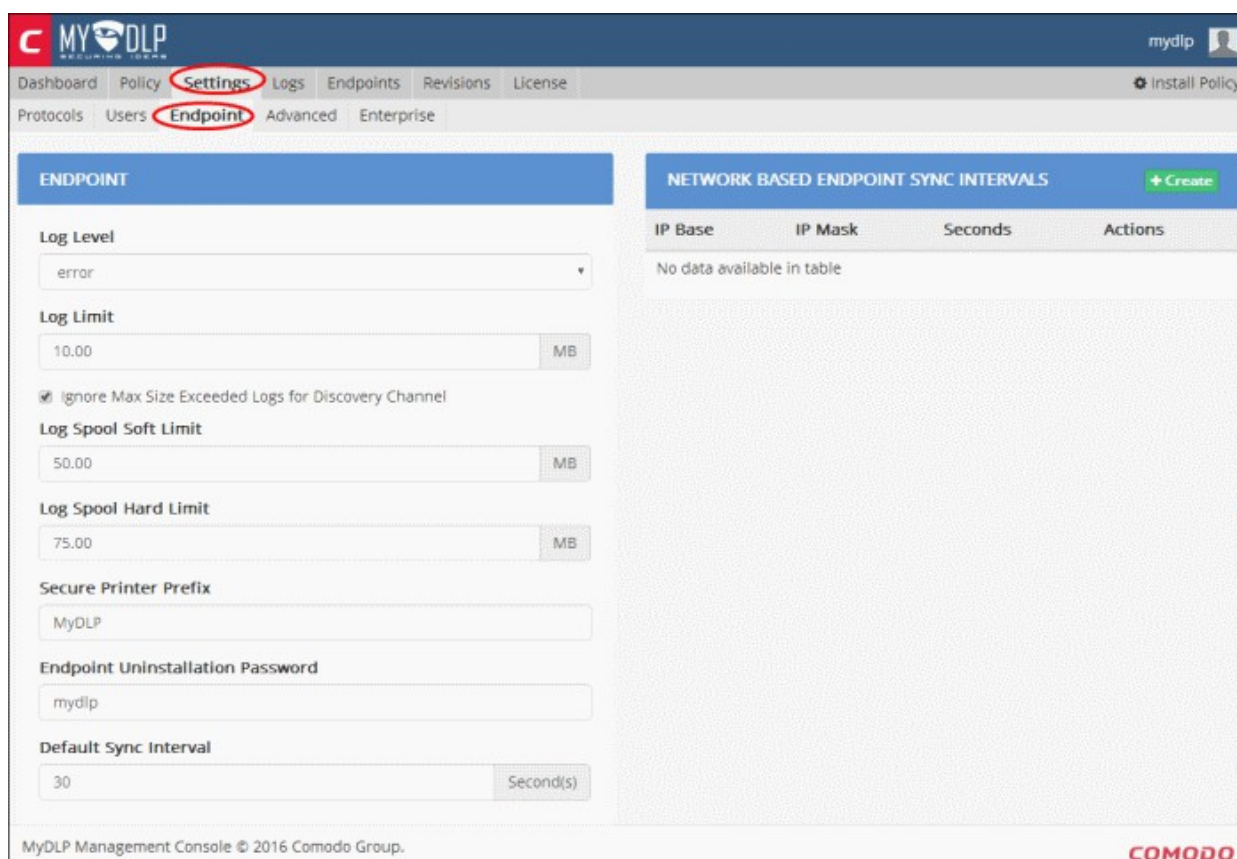 C MY DLP
SECURING IDEAS
mydlp
Dashboard Policy Settings Logs Endpoints Revisions License
Install Policy
Protocols Users Endpoint Advanced Enterprise
ENDPOINT
Log Level
error
Log Limit
10.00 MB
Ignore Max Size Exceeded Logs for Discovery Channel
Log Spool Soft Limit
50.00 MB
Log Spool Hard Limit
75.00 MB
Secure Printer Prefix
MyDLP
Endpoint Uninstallation Password
mydlp
Default Sync Interval
30 Second(s)
NETWORK BASED ENDPOINT SYNC INTERVALS
+ Create
IP Base IP Mask Seconds Actions
No data available in table
MyDLP Management Console © 2016 Comodo Group.
COMODO